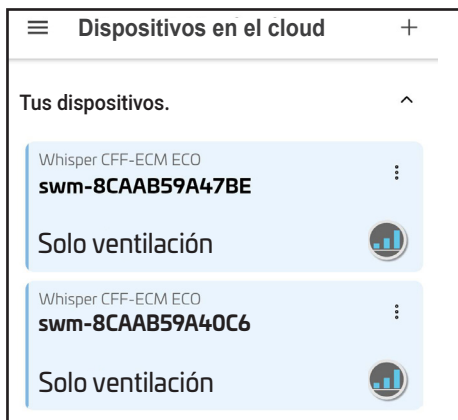 Dispositivos en el cloud
Tus dispositivos.
Whisper CFF-ECM ECO
swm-8CAAB59A47BE
Solo ventilación
Whisper CFF-ECM ECO
swm-8CAAB59A40C6
Solo ventilación